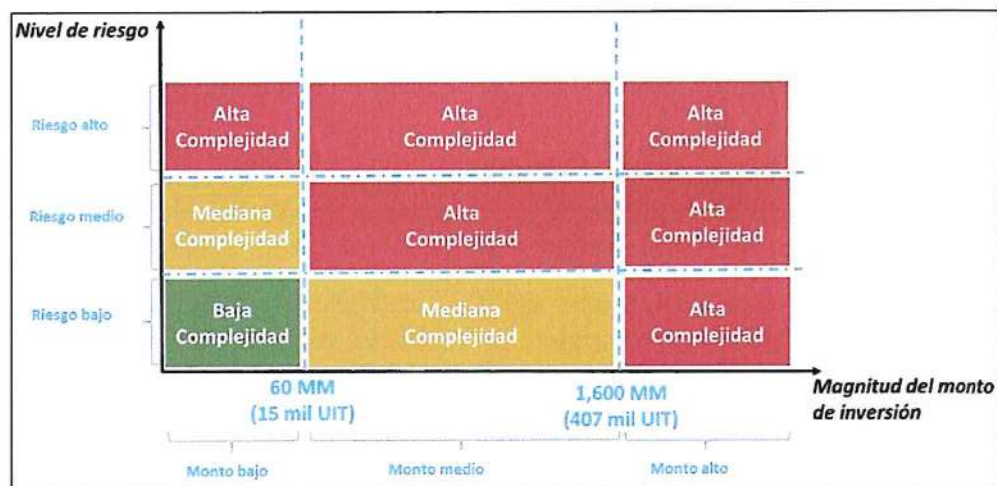 Nivel de riesgo
Riesgo alto
Alta
Complejidad
Alta
Complejidad
Alta
Complejidad
Riesgo medio
Mediana
Complejidad
Alta
Complejidad
Alta
Complejidad
Riesgo bajo
Baja
Complejidad
Mediana
Complejidad
Alta
Complejidad
60 MM
(15 mil UIT)
1,600 MM
(407 mil UIT)
Magnitud del monto
de inversión
Monto bajo
Monto medio
Monto alto